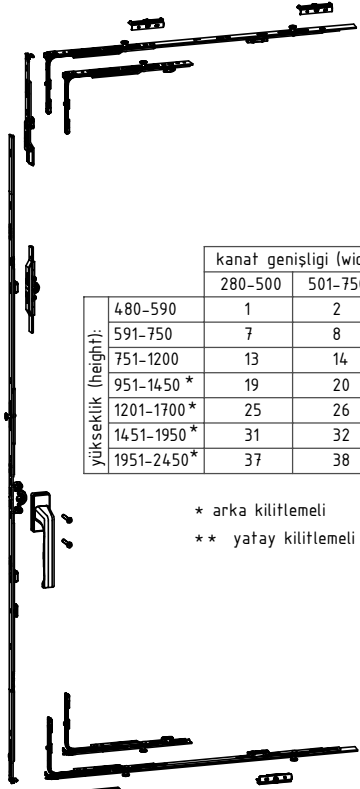 kanat genişligi (wid
280-500 501-750
yükseklik (height):
480-590 1 2
591-750 7 8
751-1200 13 14
951-1450 * 19 20
1201-1700 * 25 26
1451-1950 * 31 32
1951-2450* 37 38
* arka kilitlemeli
** yatay kilitlemeli